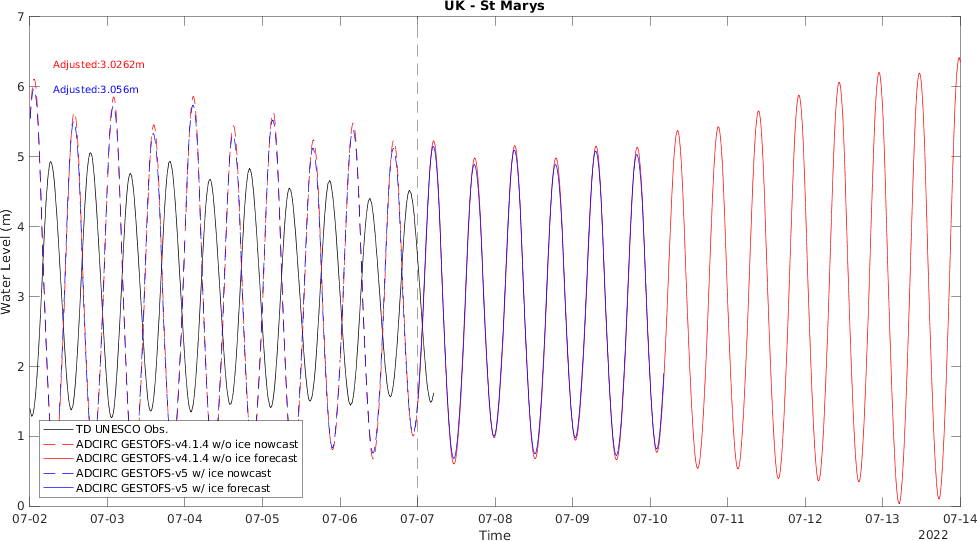 UK - St Marys
Water Level (m)
7
6
5
4
3
2
1
0
Adjusted:3.0262m
Adjusted:3.056m
TD UNESCO Obs.
ADCIRC GESTOFS-v4.1.4 w/o ice nowcast
ADCIRC GESTOFS-v4.1.4 w/o ice forecast
ADCIRC GESTOFS-v5 w/ ice nowcast
ADCIRC GESTOFS-v5 w/ ice forecast
07-02 07-03 07-04 07-05 07-06 07-07 07-08 07-09 07-10 07-11 07-12 07-13 07-14
Time
2022